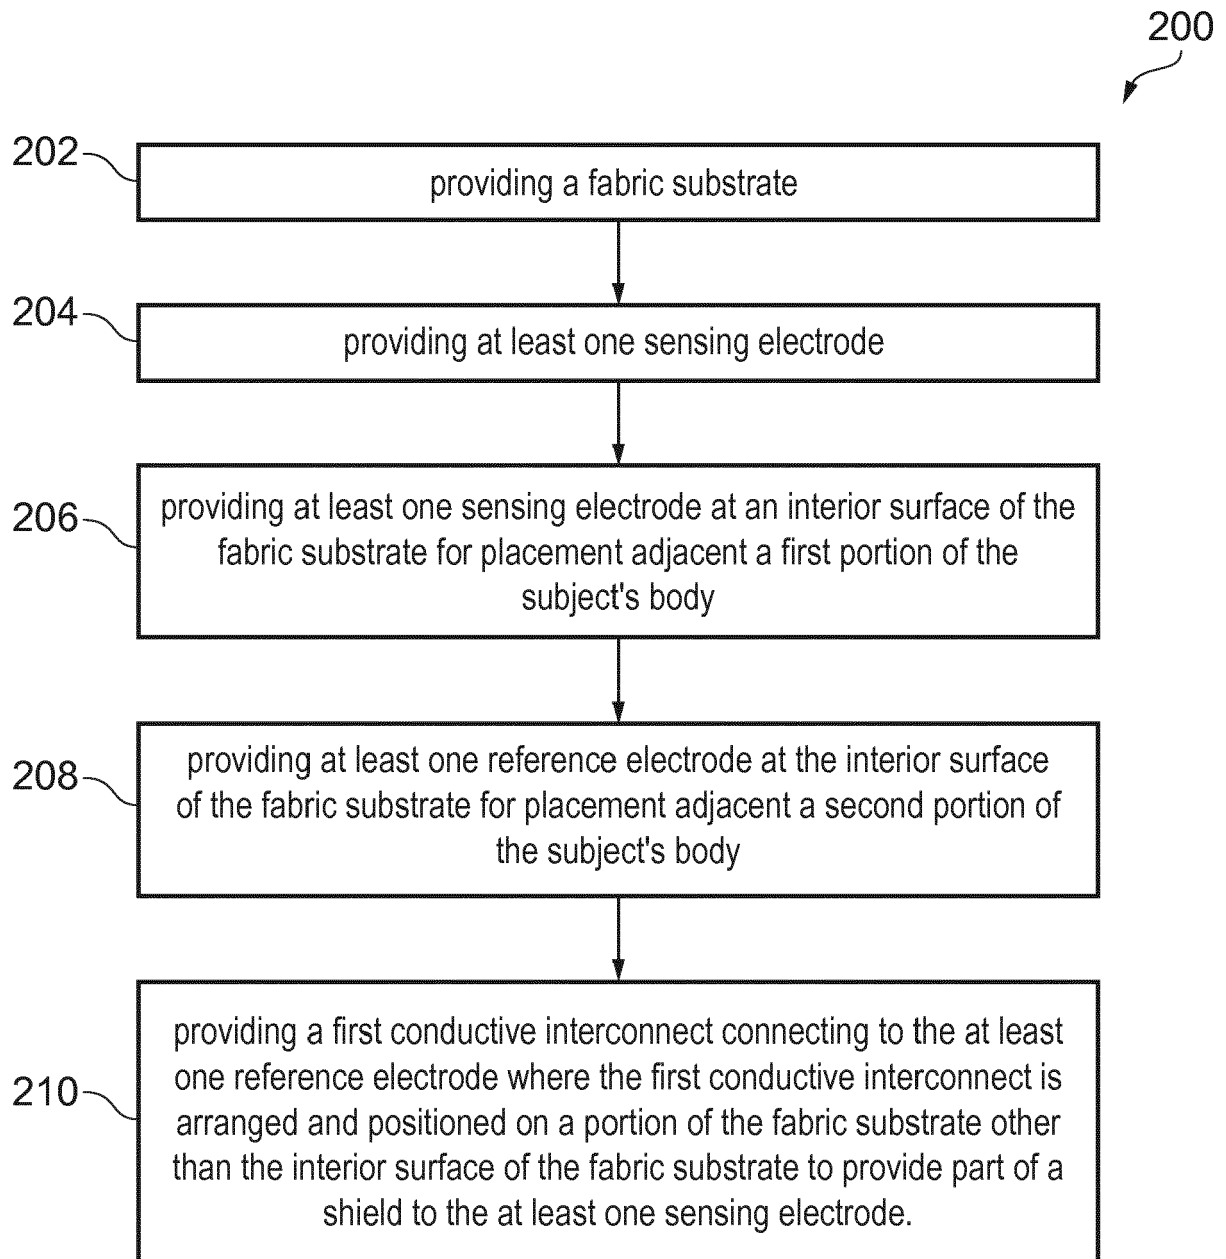 200
202
providing a fabric substrate
204
providing at least one sensing electrode
206
providing at least one sensing electrode at an interior surface of the
fabric substrate for placement adjacent a first portion of the
subject's body
208
providing at least one reference electrode at the interior surface
of the fabric substrate for placement adjacent a second portion of
the subject's body
210
providing a first conductive interconnect connecting to the at least
one reference electrode where the first conductive interconnect is
arranged and positioned on a portion of the fabric substrate other
than the interior surface of the fabric substrate to provide part of a
shield to the at least one sensing electrode.